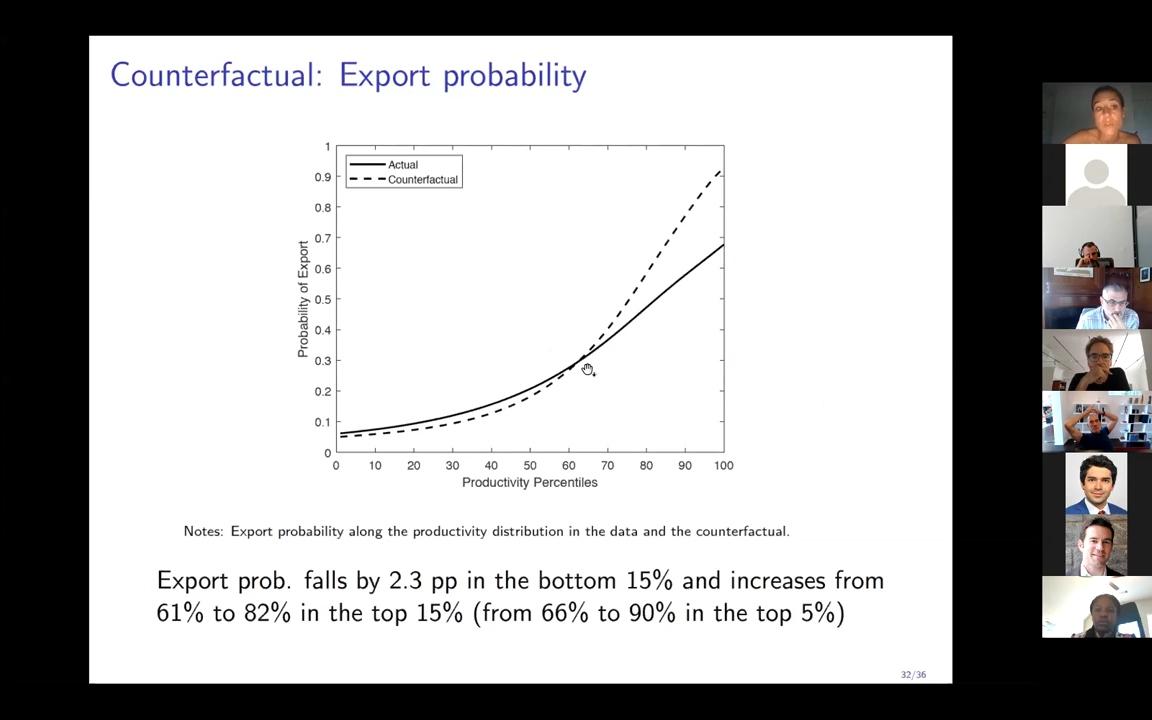 Counterfactual: Export probability
Actual
Counterfactual
1
0.9
0.8
0.7
0.6
0.5
0.4
0.3
0.2
0.1
0
Probability of Export
0 10 20 30 40 50 60 70 80 90 100
Productivity Percentiles
Notes: Export probability along the productivity distribution in the data and the counterfactual.
Export prob. falls by 2.3 pp in the bottom 15% and increases from
61% to 82% in the top 15% (from 66% to 90% in the top 5%)
32/36